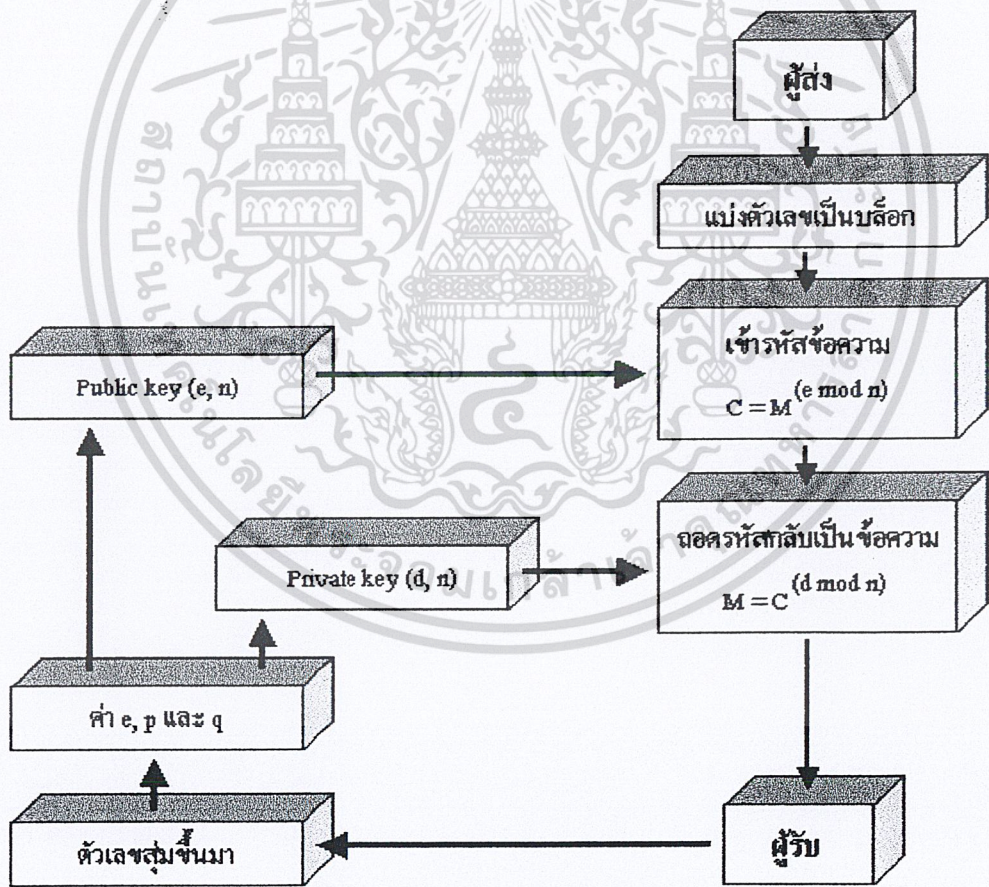 ผู้ส่ง
แบ่งตัวเลขเป็นบล็อก
เข้ารหัสข้อความ
C = M (e mod n)
Public key (e, n)
ถอดรหัสกลับเป็นข้อความ
M = C (d mod n)
Private key (d, n)
ค่า e, p และ q
ตัวเลขสุ่มขึ้นมา
ผู้รับ